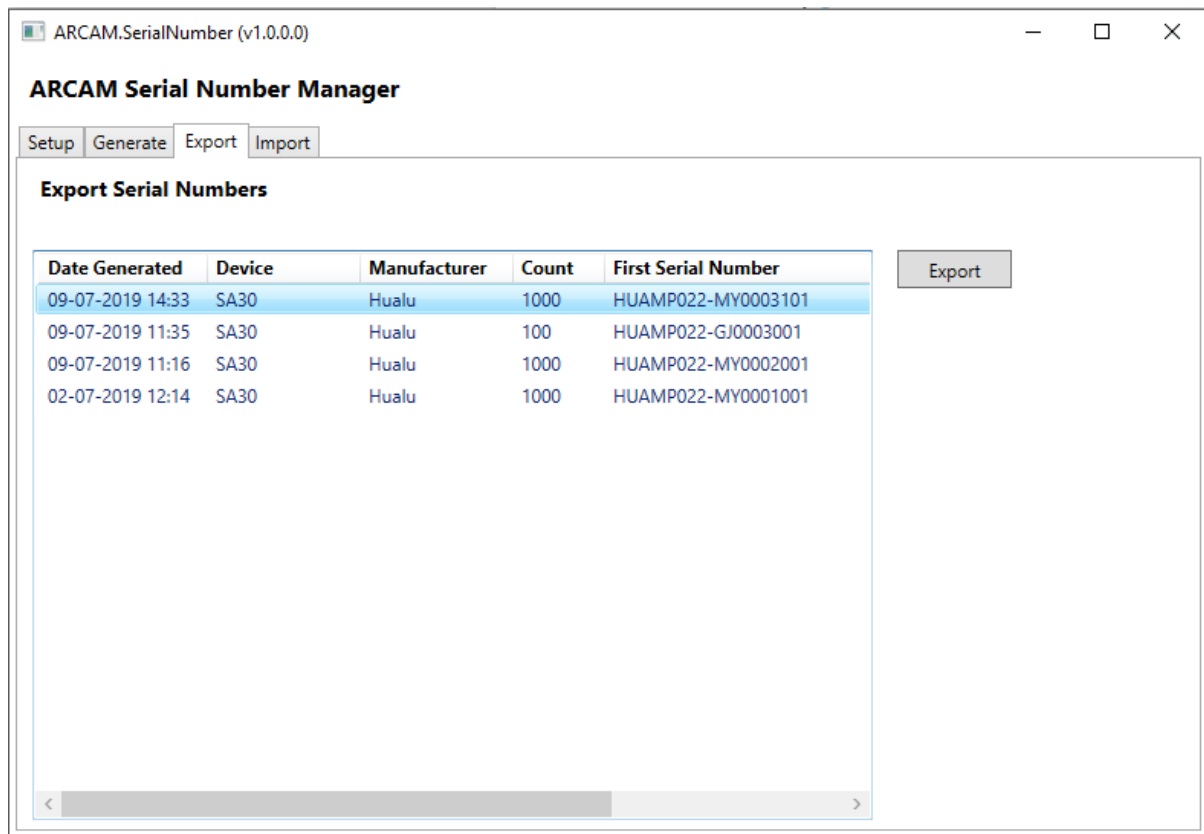 ARCAM.SerialNumber (v1.0.0.0)
ARCAM Serial Number Manager
Setup Generate Export Import
Export Serial Numbers
Date Generated Device Manufacturer Count First Serial Number
Export
09-07-2019 14:33 SA30 Hualu 1000 HUAMP022-MY0003101
09-07-2019 11:35 SA30 Hualu 100 HUAMP022-GJ0003001
09-07-2019 11:16 SA30 Hualu 1000 HUAMP022-MY0002001
02-07-2019 12:14 SA30 Hualu 1000 HUAMP022-MY0001001